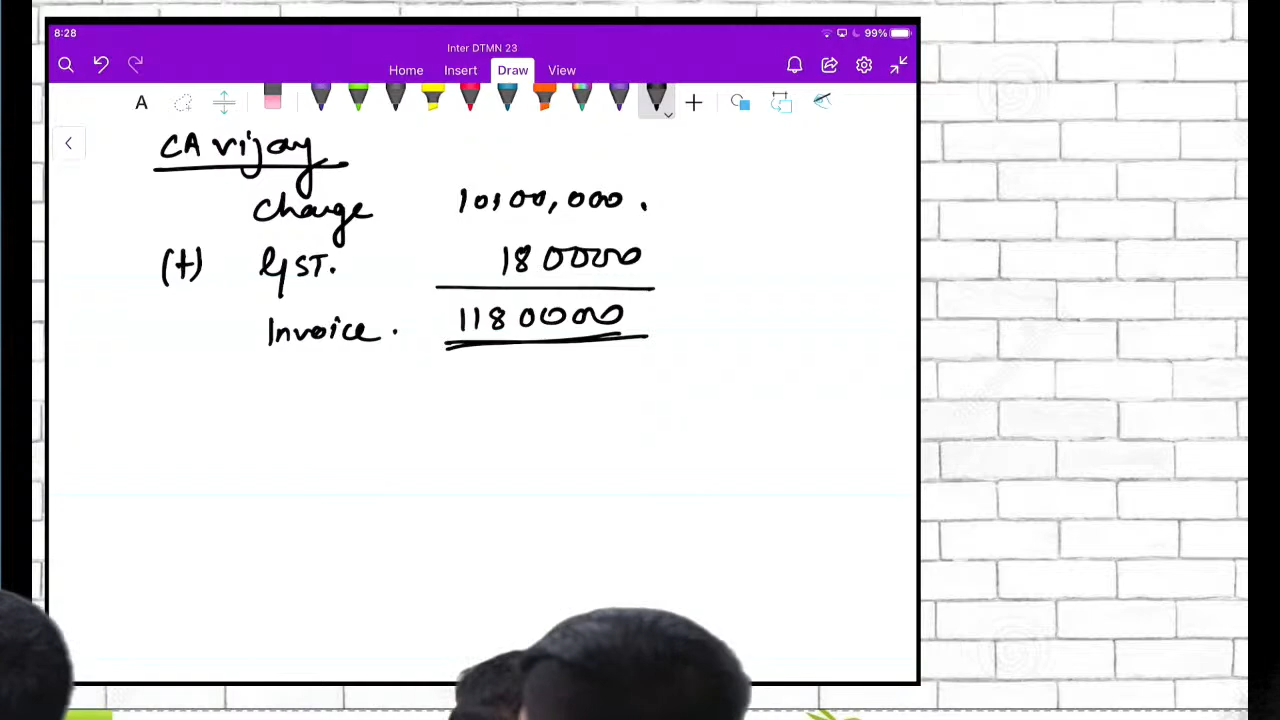 8:28
99%
Inter DTMN 23
Home Insert Draw View
A
CA Vijay
Charge 10,00,000.
(+) GST. 180000
Invoice. 1180000